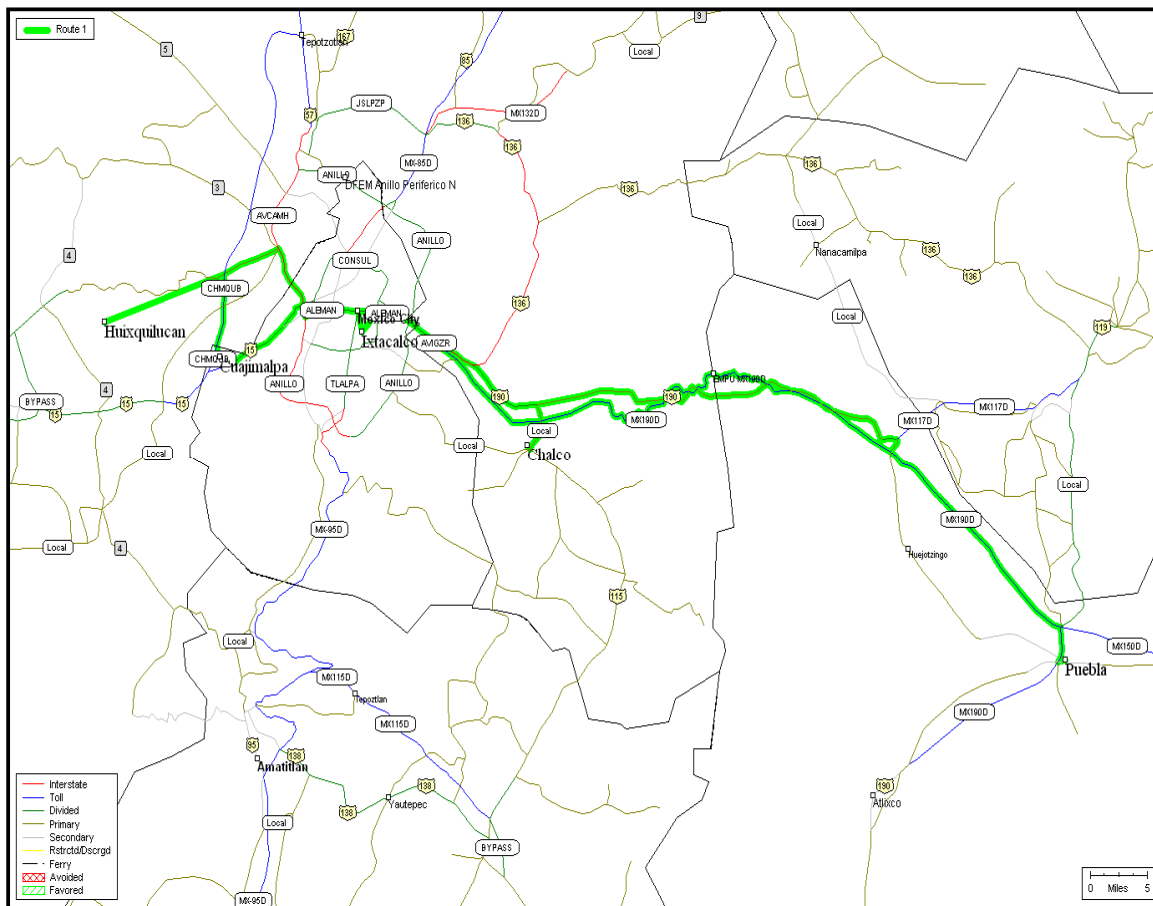 Route 1
9
5
Tepotzotlan
167
Local
85
JSLPZP
MX132D
57
136
136
MX-85D
136
ANILLO
DFEM Anillo Periferico N
136
3
Local
AVCAMH
ANILLO
Nanacamilpa
136
4
CONSUL
136
CHMQUB
136
ALEMAN
ALEMAN
Local
Huixquilucan
Mexico City
119
Ixtacalco
AVIGZR
15
CHMQUB
Cuajimalpa
EMPU MX190D
4
ANILLO
TLALPA
ANILLO
190
190
BYPASS
15
15
MX117D
MX190D
MX117D
Local
Local
Local
Chalco
Local
MX190D
MX-95D
Local
4
Huejotzingo
115
Local
MX150D
Puebla
MX115D
Tepoztlan
MX190D
MX115D
95
138
Amatitlan
138
190
Yautepec
Atlixco
138
Local
BYPASS
MX-95D
Interstate
Toll
Divided
Primary
Secondary
Rstrctd/Dscrgd
Ferry
Avoided
Favored
0 Miles 5